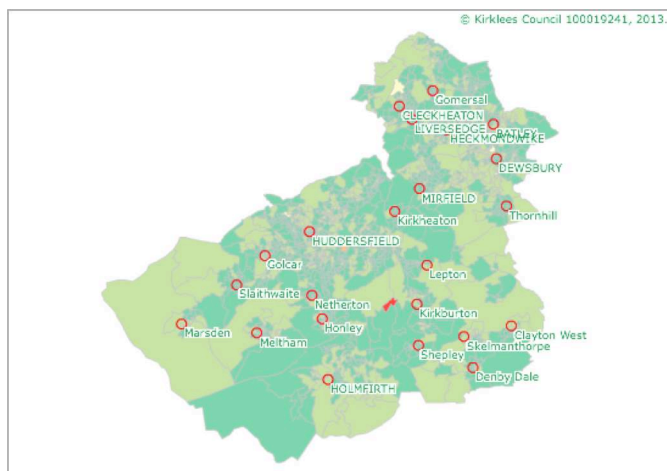 © Kirklees Council 100019241, 2013.
Gomersal
CLECKHEATON
LIVERSEDGE
BATLEY
HECKMONDWIKE
DEWSBURY
MIRFIELD
Thornhill
Kirkheaton
HUDDERSFIELD
Golcar
Lepton
Slaithwaite
Netherton
Kirkburton
Honley
Marsden
Meltham
Clayton West
Skelmanthorpe
Shepley
Denby Dale
HOLMFIRTH